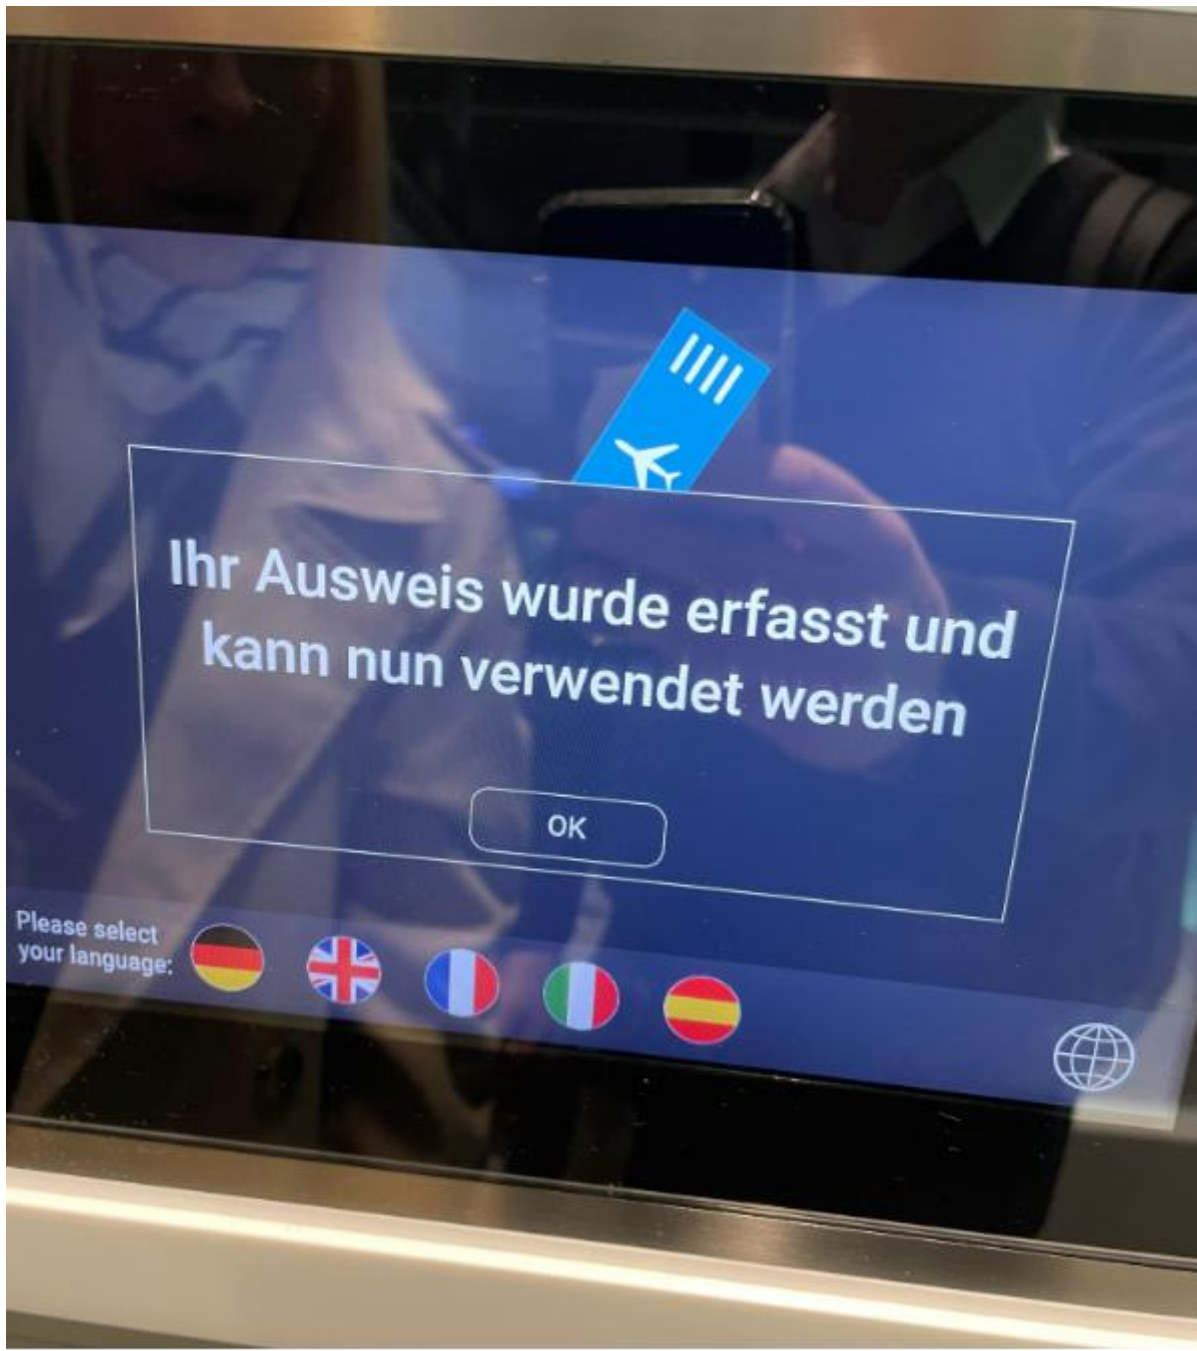 Ihr Ausweis wurde erfasst und
kann nun verwendet werden
OK
Please select
your language: